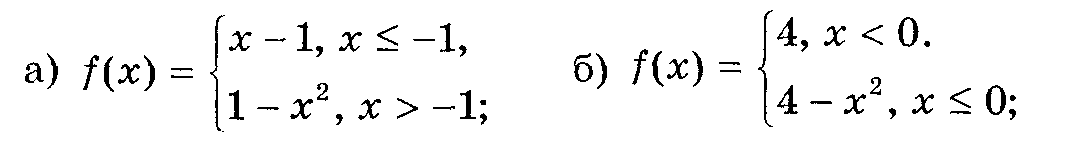 а) f(x) = { x − 1, x ≤ −1,
1 − x², x > −1;
б) f(x) = { 4, x < 0.
4 − x², x ≤ 0;